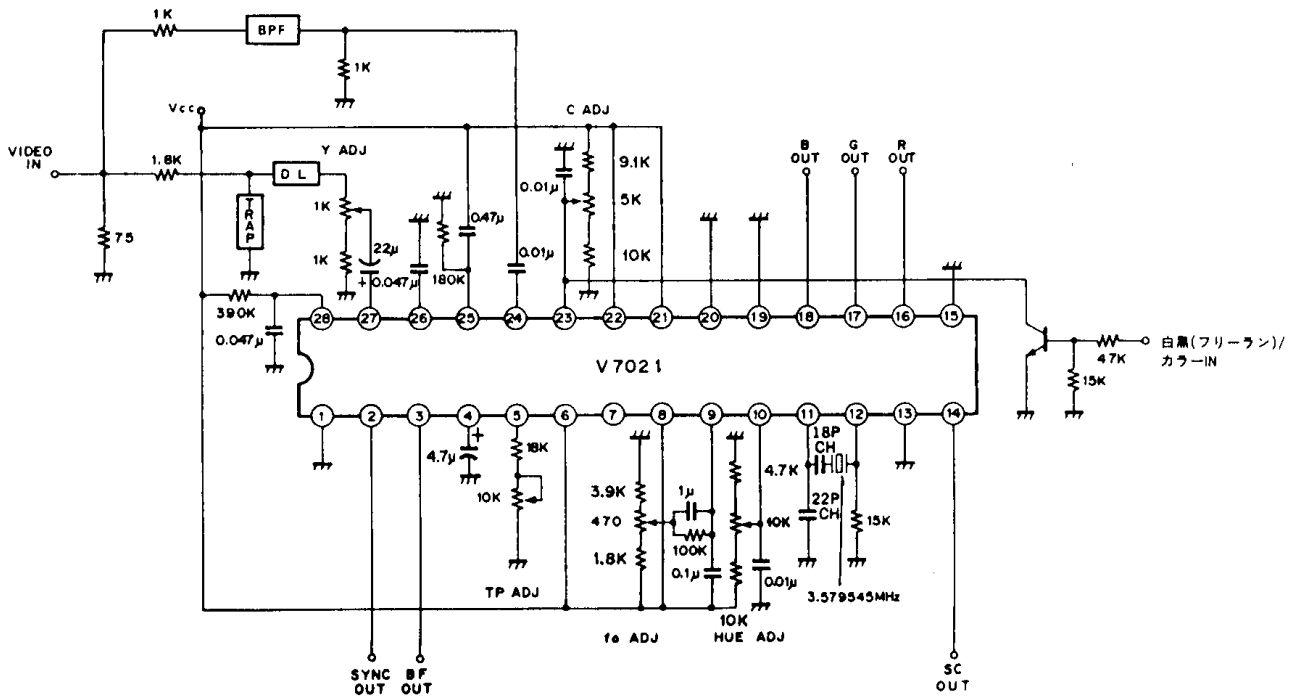 1K
BPF
1K
Vcc
C ADJ
VIDEO
IN
1.8K
Y ADJ
DL
TRAP
75
1K
1K
22μ
+
0.047μ
180K
0.47μ
0.01μ
0.01μ
9.1K
5K
10K
B
OUT
G
OUT
R
OUT
390K
0.047μ
28
27
26
25
24
23
22
21
20
19
18
17
16
15
V7021
47K
15K
白黒(フリーラン)/
カラーIN
1
2
3
4
5
6
7
8
9
10
11
12
13
14
4.7μ
+
18K
10K
TP ADJ
3.9K
470
1.8K
1μ
100K
0.1μ
4.7K
10K
0.01μ
10K
18P
CH
22P
CH
15K
3.579545MHz
fo ADJ
HUE ADJ
SYNC
OUT
BF
OUT
SC
OUT